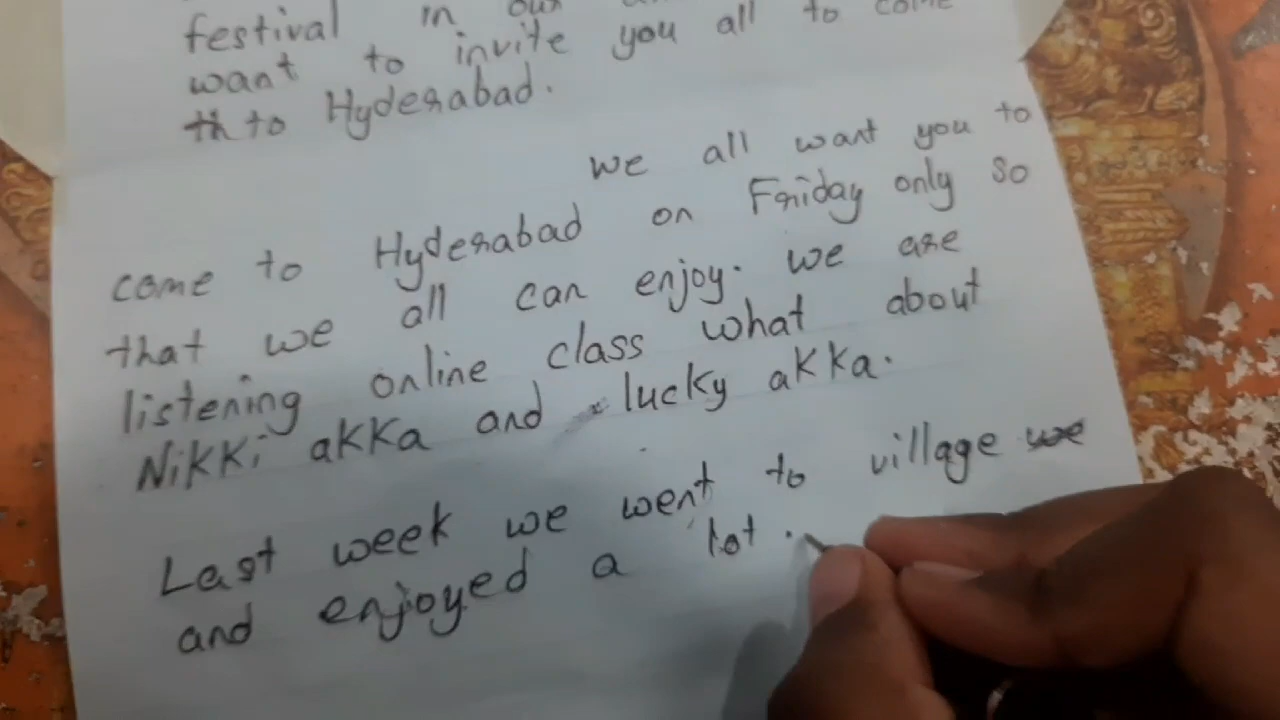 festival in our
want to invite you all to come
th to Hyderabad.
we all want you to
come to Hyderabad on Friday only so
that we all can enjoy. we are
listening online class what about
Nikki akka and lucky akka.
Last week we went to village we
and enjoyed a lot.